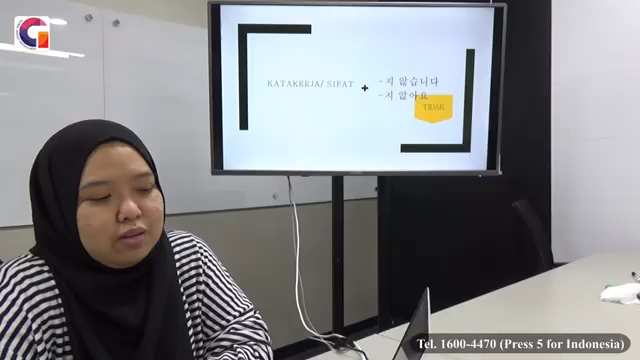 G
KATAKERJA/ SIFAT + -지 않습니다
-지 않아요
TIDAK
Tel. 1600-4470 (Press 5 for Indonesia)